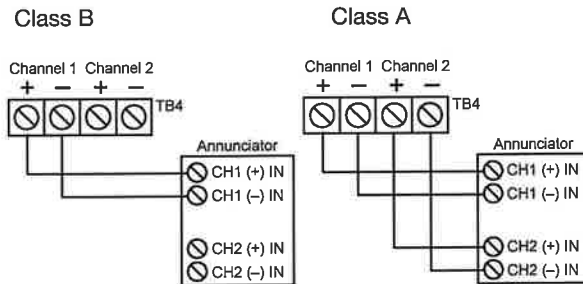 Class B
Channel 1 Channel 2
+ – + –
TB4
Annunciator
CH1 (+) IN
CH1 (–) IN
CH2 (+) IN
CH2 (–) IN
Class A
Channel 1 Channel 2
+ – + –
TB4
Annunciator
CH1 (+) IN
CH1 (–) IN
CH2 (+) IN
CH2 (–) IN